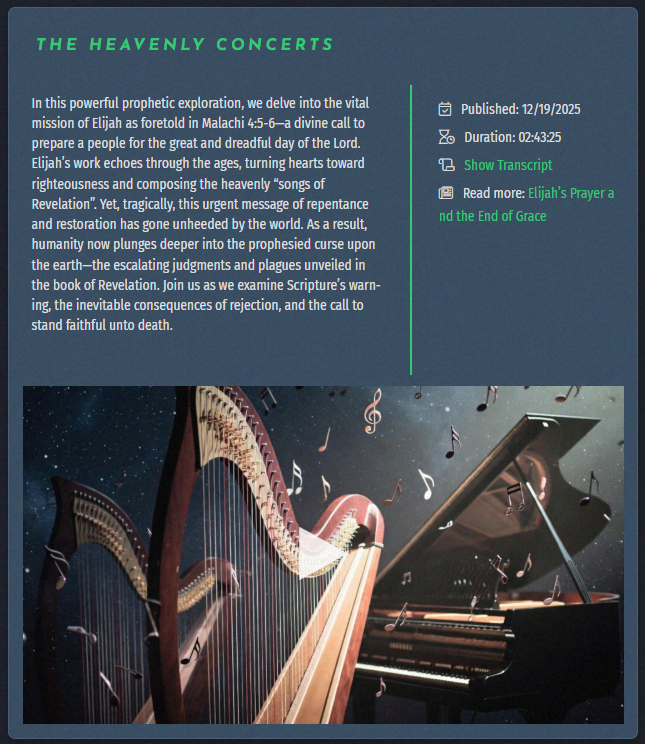 THE HEAVENLY CONCERTS
In this powerful prophetic exploration, we delve into the vital
mission of Elijah as foretold in Malachi 4:5-6—a divine call to
prepare a people for the great and dreadful day of the Lord.
Elijah’s work echoes through the ages, turning hearts toward
righteousness and composing the heavenly “songs of
Revelation”. Yet, tragically, this urgent message of repentance
and restoration has gone unheeded by the world. As a result,
humanity now plunges deeper into the prophesied curse upon
the earth—the escalating judgments and plagues unveiled in
the book of Revelation. Join us as we examine Scripture’s warn-
ing, the inevitable consequences of rejection, and the call to
stand faithful unto death.
Published: 12/19/2025
Duration: 02:43:25
Show Transcript
Read more: Elijah’s Prayer a
nd the End of Grace